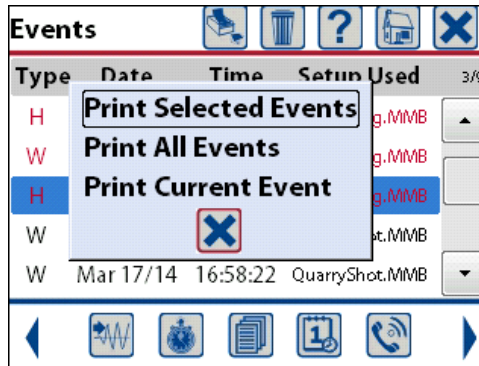 Events
?
Type Date Time Setup Used 3/9
H g.MMB
W g.MMB
H g.MMB
W ot.MMB
W Mar 17/14 16:58:22 QuarryShot.MMB
Print Selected Events
Print All Events
Print Current Event
1